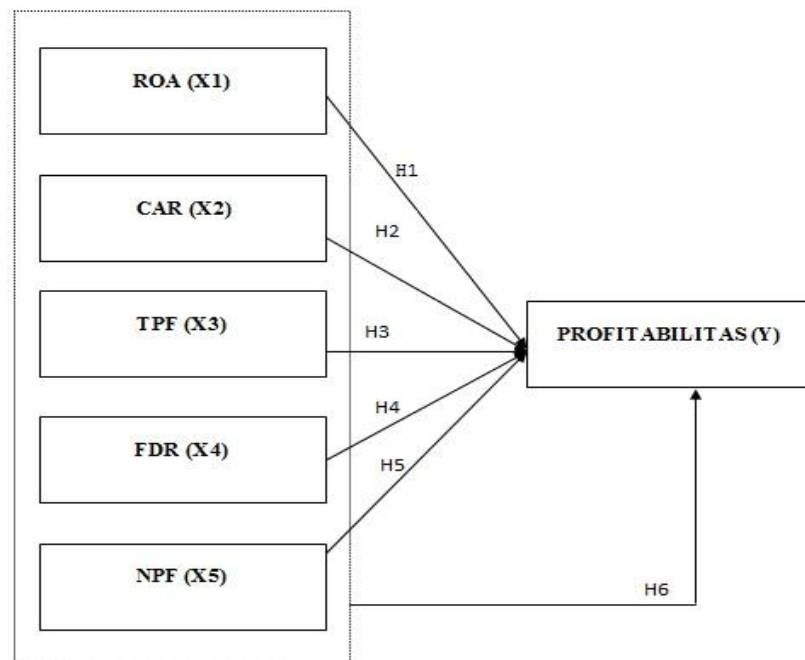 ROA (X1)
H1
CAR (X2)
H2
TPF (X3)
H3
PROFITABILITAS (Y)
FDR (X4)
H4
H5
NPF (X5)
H6